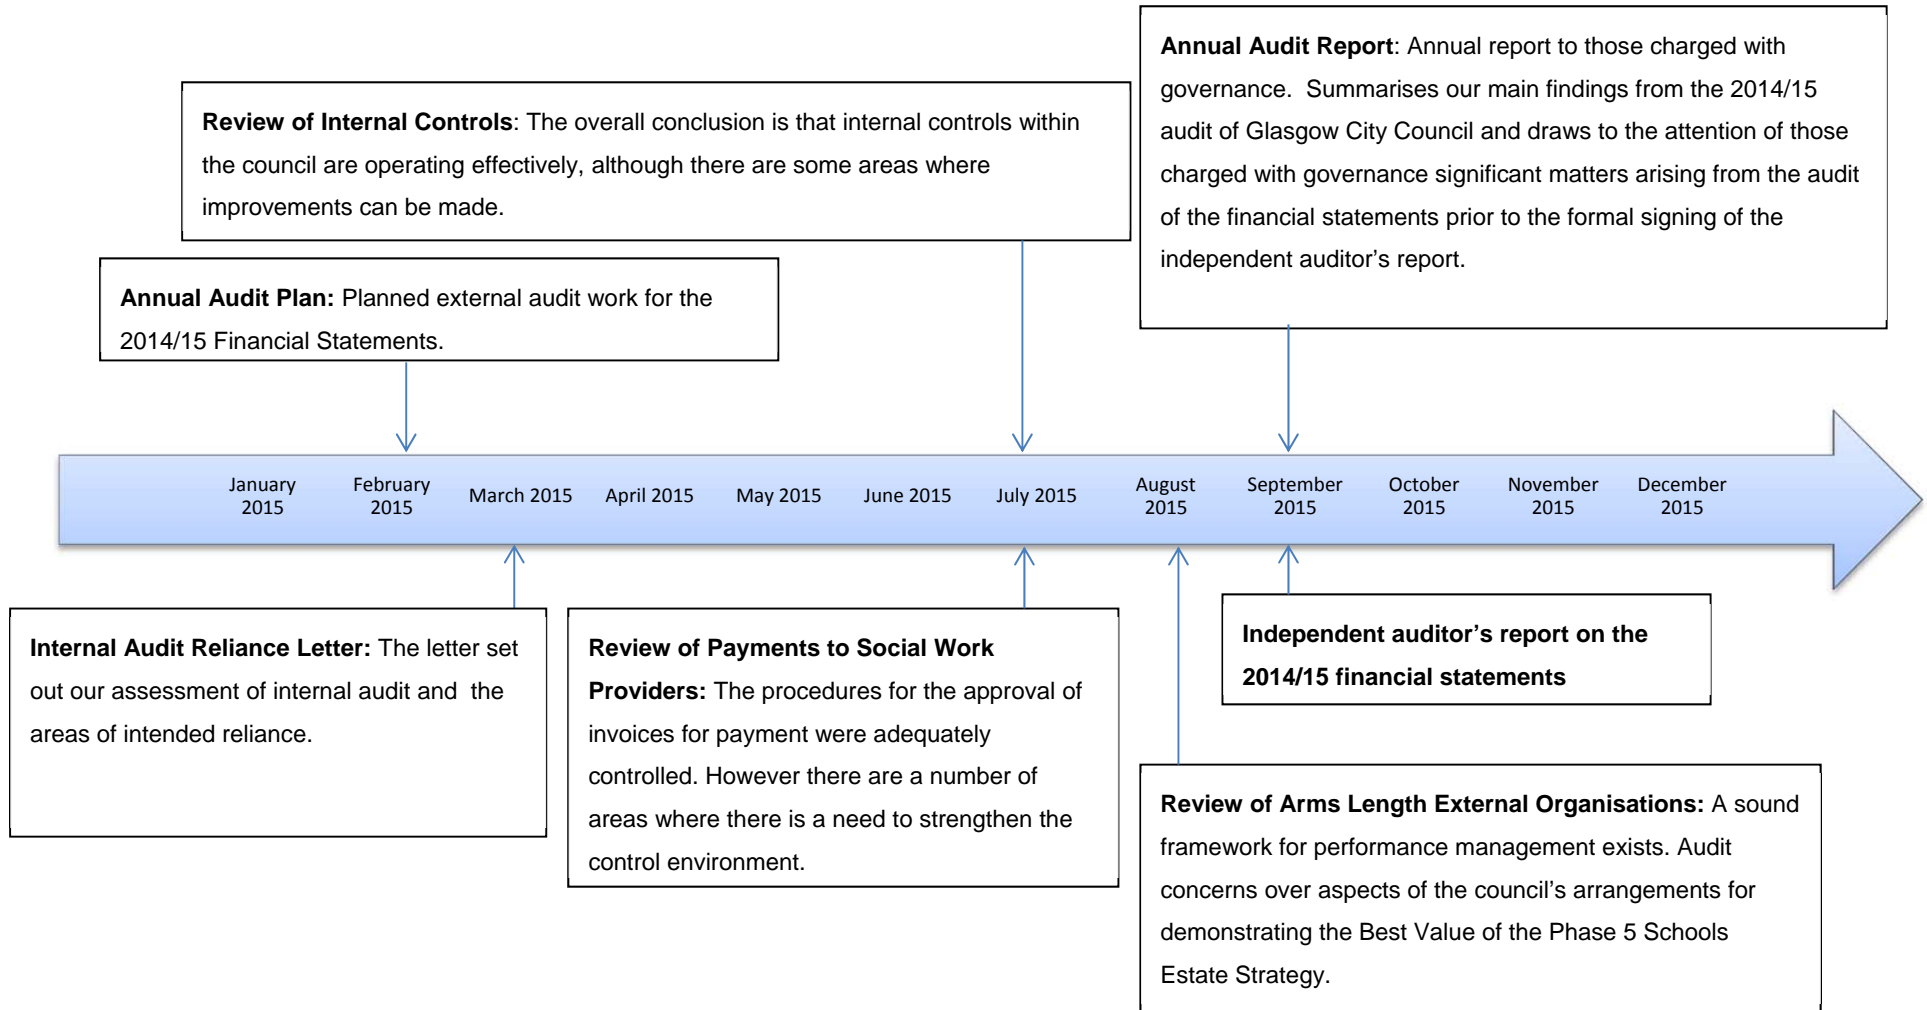 Annual Audit Report: Annual report to those charged with
governance.  Summarises our main findings from the 2014/15
audit of Glasgow City Council and draws to the attention of those
charged with governance significant matters arising from the audit
of the financial statements prior to the formal signing of the
independent auditor’s report.
Review of Internal Controls: The overall conclusion is that internal controls within
the council are operating effectively, although there are some areas where
improvements can be made.
Annual Audit Plan: Planned external audit work for the
2014/15 Financial Statements.
January
2015
February
2015
March 2015
April 2015
May 2015
June 2015
July 2015
August
2015
September
2015
October
2015
November
2015
December
2015
Internal Audit Reliance Letter: The letter set
out our assessment of internal audit and  the
areas of intended reliance.
Review of Payments to Social Work
Providers: The procedures for the approval of
invoices for payment were adequately
controlled. However there are a number of
areas where there is a need to strengthen the
control environment.
Independent auditor’s report on the
2014/15 financial statements
Review of Arms Length External Organisations: A sound
framework for performance management exists. Audit
concerns over aspects of the council’s arrangements for
demonstrating the Best Value of the Phase 5 Schools
Estate Strategy.